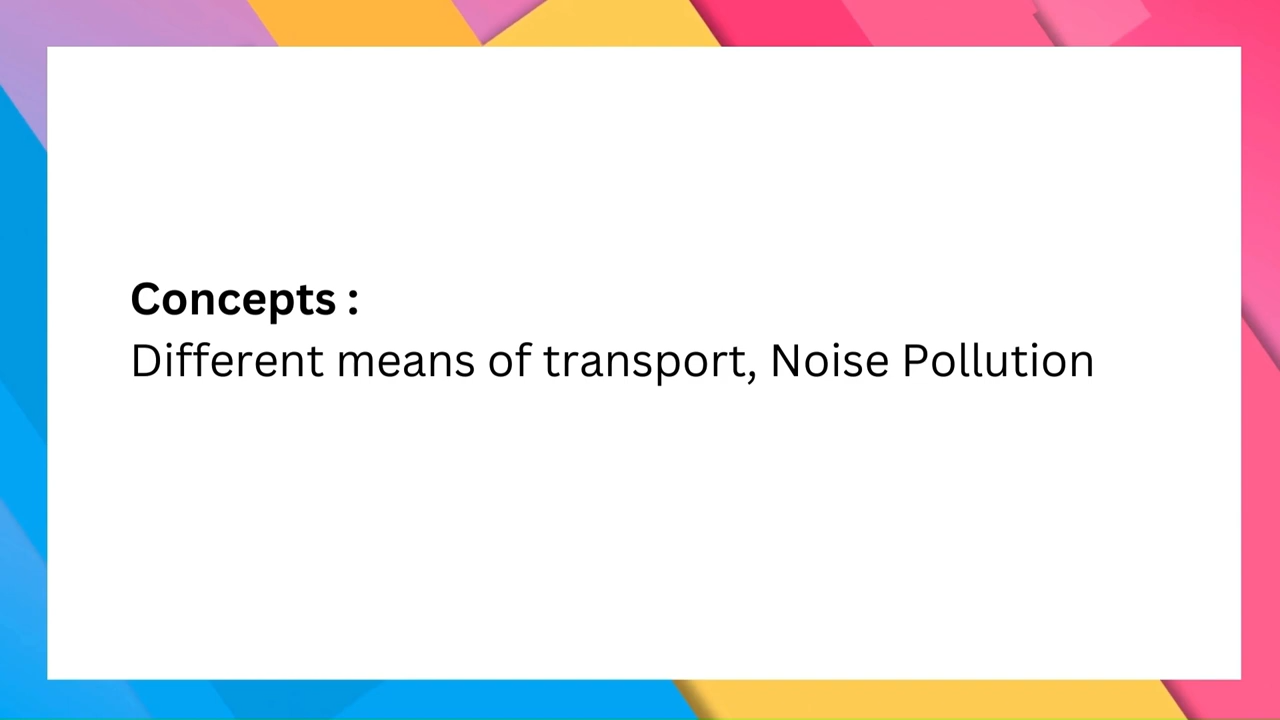 Concepts :
Different means of transport, Noise Pollution